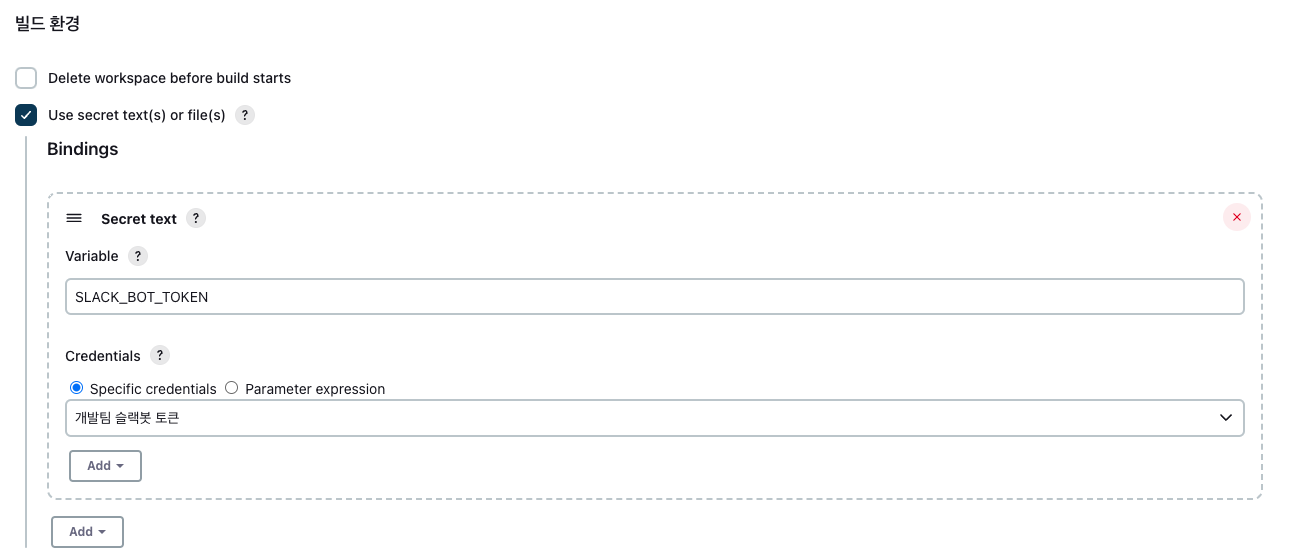 빌드 환경
Delete workspace before build starts
Use secret text(s) or file(s) ?
Bindings
Secret text ?
Variable ?
SLACK_BOT_TOKEN
Credentials ?
Specific credentials Parameter expression
개발팀 슬랙봇 토큰
Add
Add